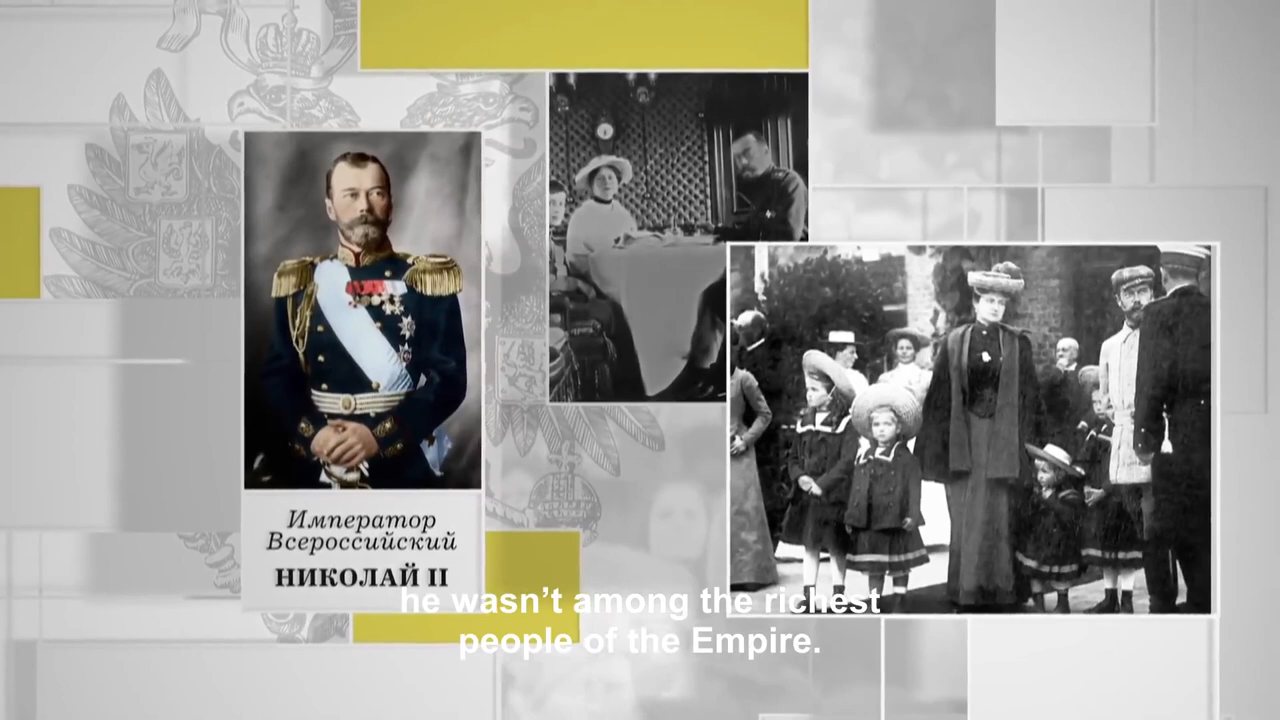 Император
Всероссийский
НИКОЛАЙ II
he wasn’t among the richest
people of the Empire.